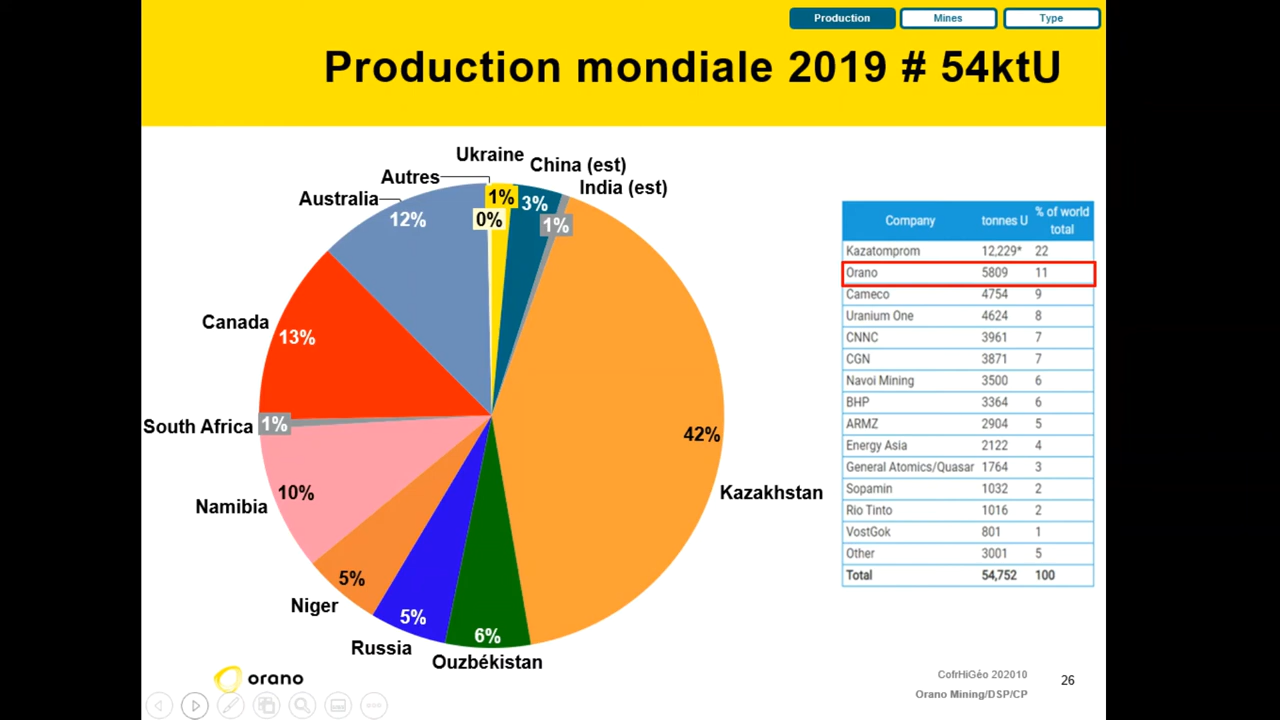 Production Mines Type
Production mondiale 2019 # 54ktU
Ukraine
China (est)
Autres
India (est)
Australia
1%
3%
12%
0%
1%
Canada
13%
South Africa
1%
42%
Kazakhstan
10%
Namibia
5%
Niger
5%
Russia
6%
Ouzbékistan
Company tonnes U % of world total
Kazatomprom 12,229* 22
Orano 5809 11
Cameco 4754 9
Uranium One 4624 8
CNNC 3961 7
CGN 3871 7
Navoi Mining 3500 6
BHP 3364 6
ARMZ 2904 5
Energy Asia 2122 4
General Atomics/Quasar 1764 3
Sopamin 1032 2
Rio Tinto 1016 2
VostGok 801 1
Other 3001 5
Total 54,752 100
orano
CofrHiGéo 202010
Orano Mining/DSP/CP
26